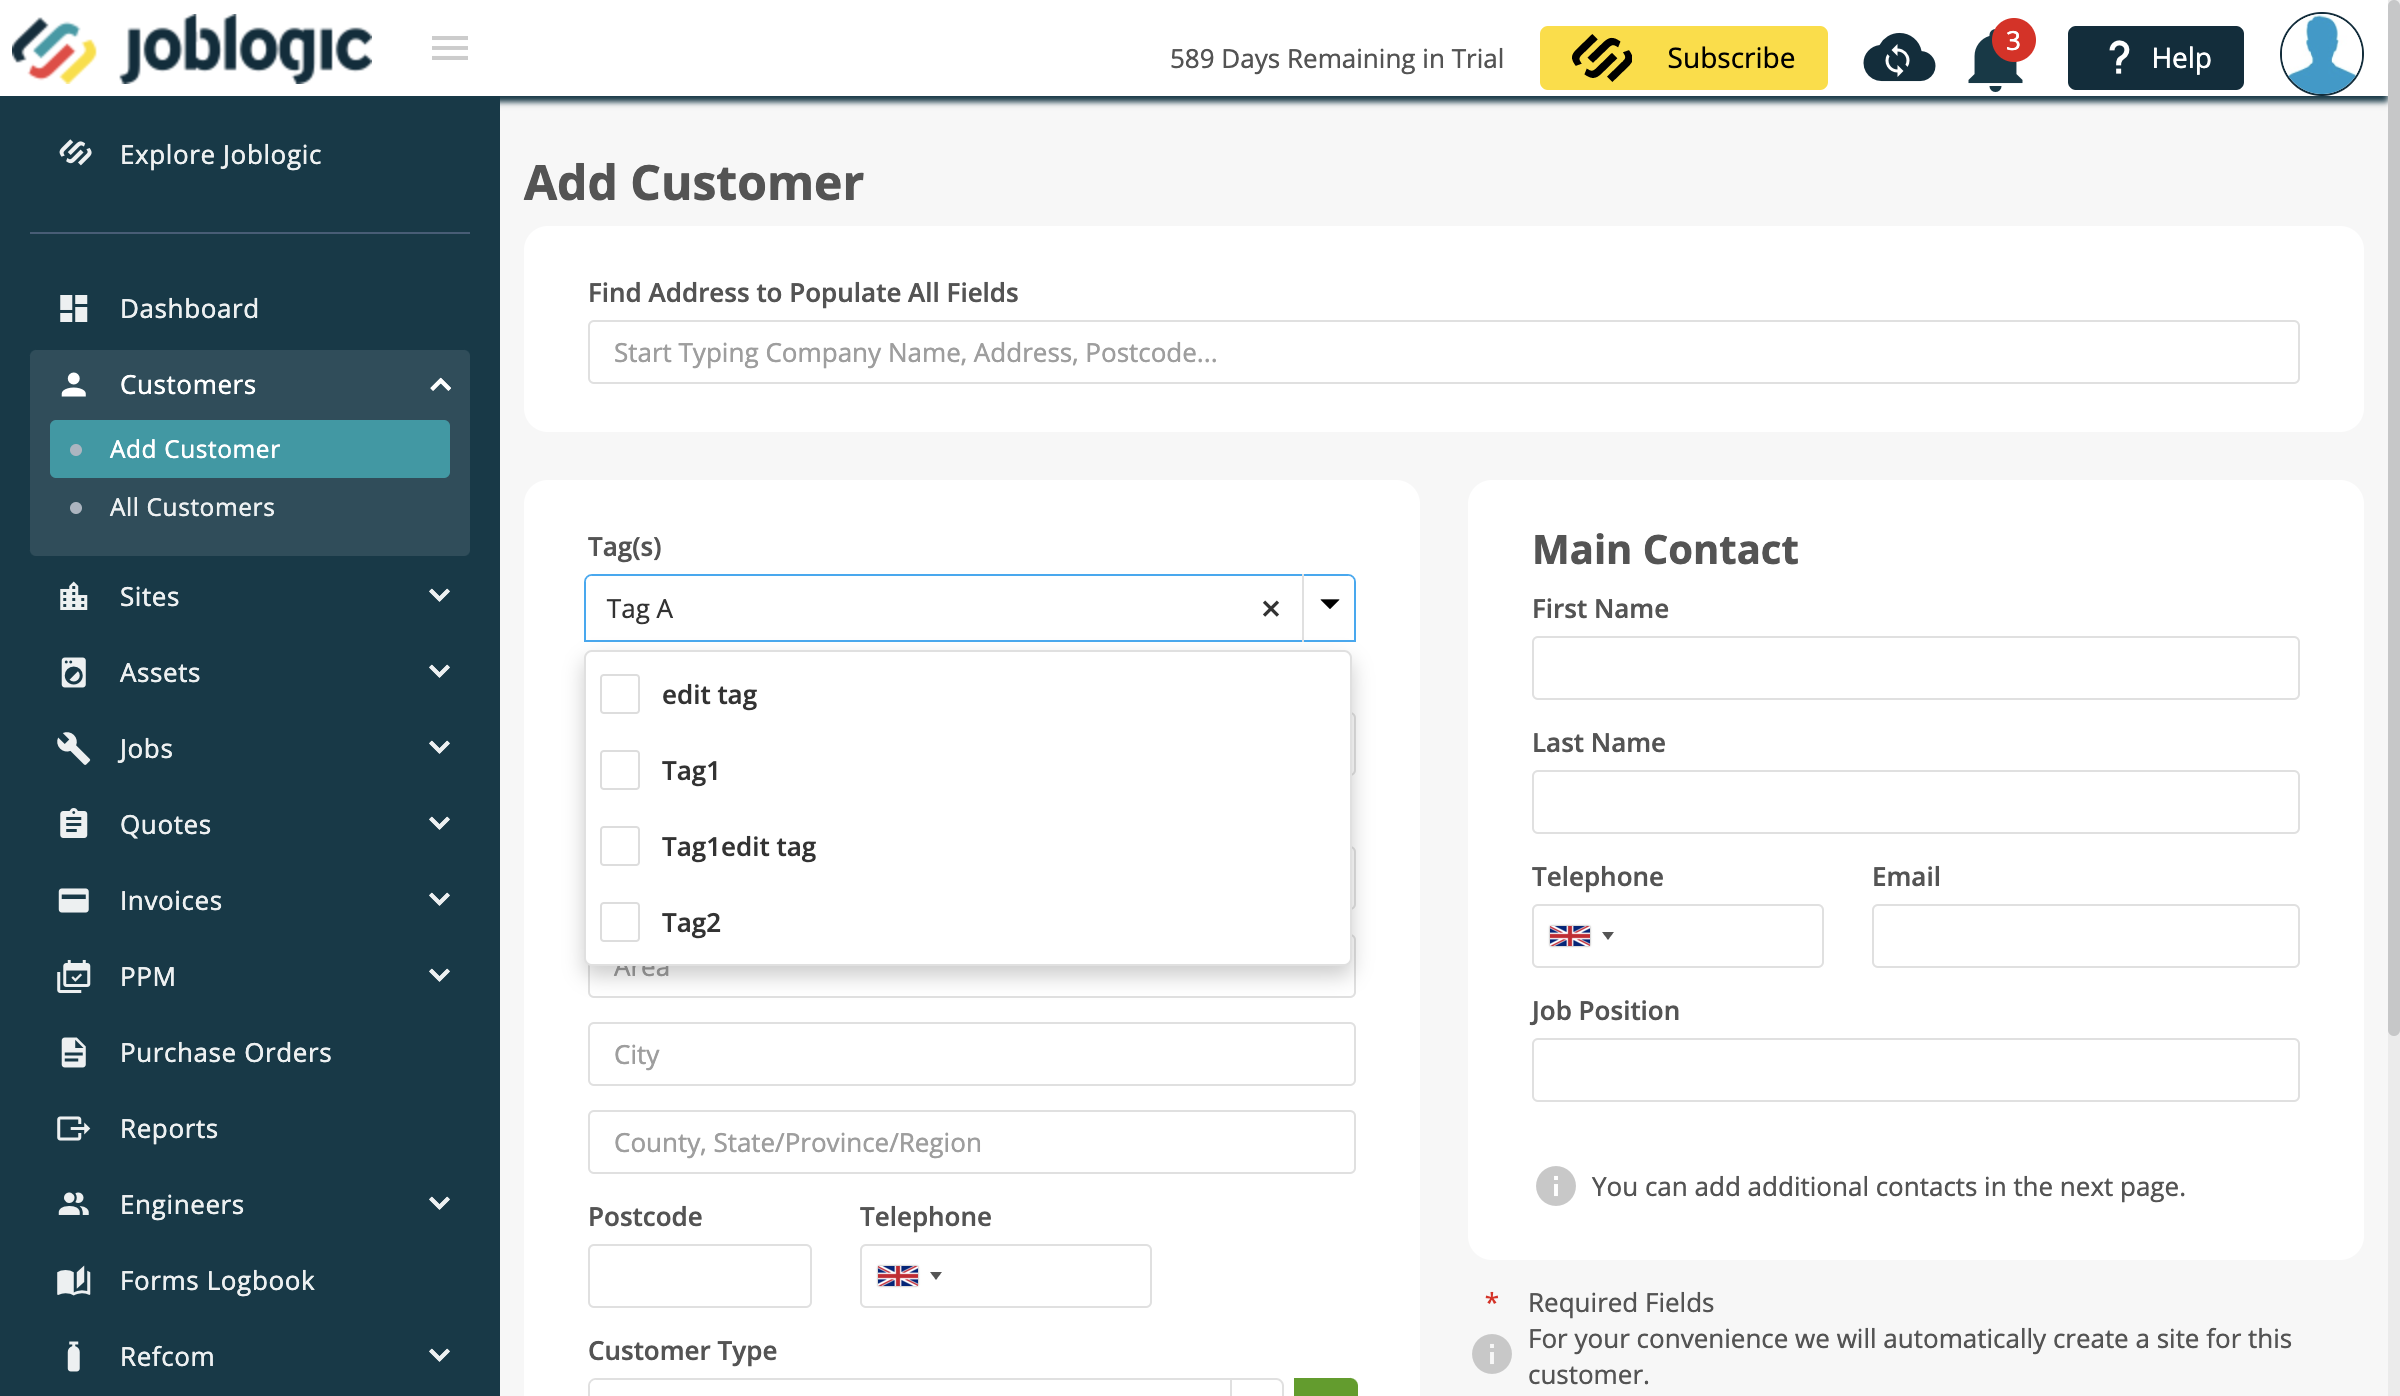 joblogic
589 Days Remaining in Trial
Subscribe
3
? Help
Explore Joblogic
Dashboard
Customers
Add Customer
All Customers
Sites
Assets
Jobs
Quotes
Invoices
PPM
Purchase Orders
Reports
Engineers
Forms Logbook
Refcom
Add Customer
Find Address to Populate All Fields
Start Typing Company Name, Address, Postcode...
Tag(s)
Tag A
edit tag
Tag1
Tag1edit tag
Tag2
Area
City
County, State/Province/Region
Postcode
Telephone
Customer Type
Main Contact
First Name
Last Name
Telephone
Email
Job Position
You can add additional contacts in the next page.
* Required Fields
For your convenience we will automatically create a site for this
customer.